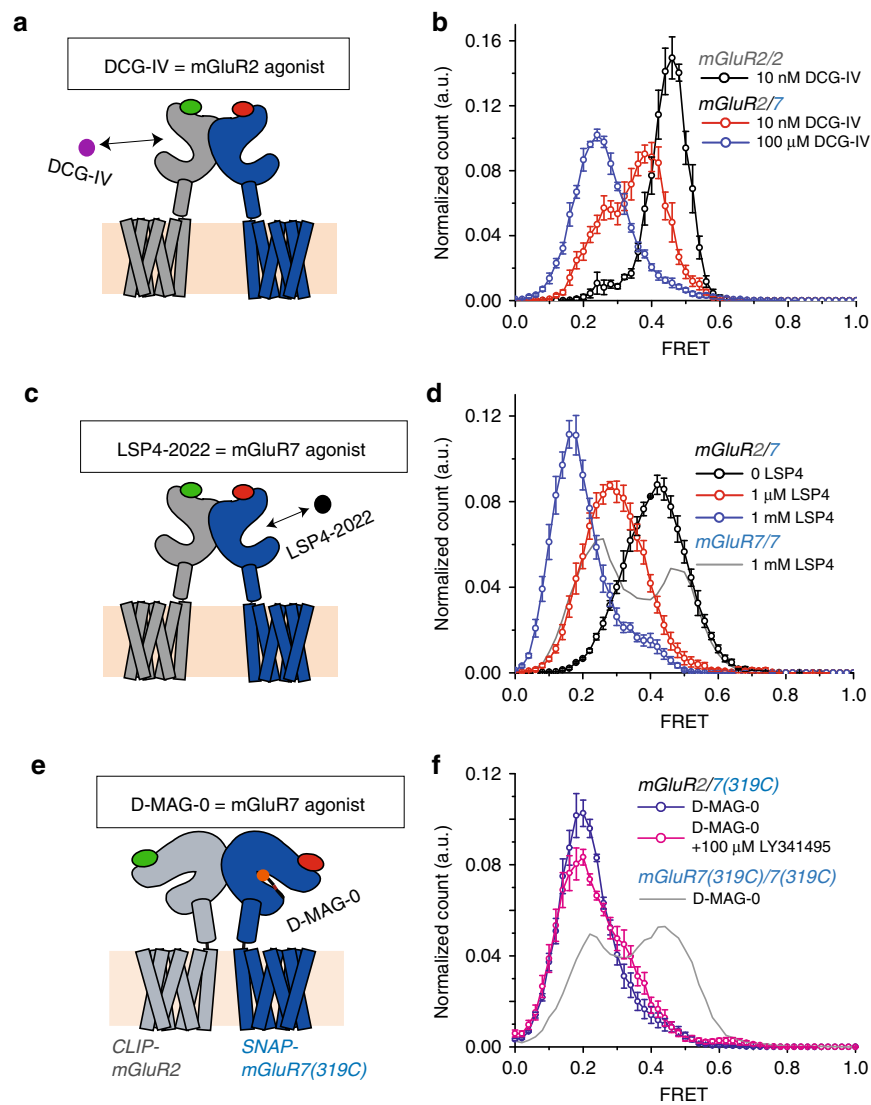 a
DCG-IV = mGluR2 agonist
DCG-IV
b
Normalized count (a.u.)
0.16
0.12
0.08
0.04
0.00
0.0 0.2 0.4 0.6 0.8 1.0
FRET
mGluR2/2
10 nM DCG-IV
mGluR2/7
10 nM DCG-IV
100 μM DCG-IV
c
LSP4-2022 = mGluR7 agonist
LSP4-2022
d
Normalized count (a.u.)
0.12
0.08
0.04
0.00
0.0 0.2 0.4 0.6 0.8 1.0
FRET
mGluR2/7
0 LSP4
1 μM LSP4
1 mM LSP4
mGluR7/7
1 mM LSP4
e
D-MAG-0 = mGluR7 agonist
D-MAG-0
CLIP-
mGluR2
SNAP-
mGluR7(319C)
f
Normalized count (a.u.)
0.12
0.08
0.04
0.00
0.0 0.2 0.4 0.6 0.8 1.0
FRET
mGluR2/7(319C)
D-MAG-0
D-MAG-0
+100 μM LY341495
mGluR7(319C)/7(319C)
D-MAG-0